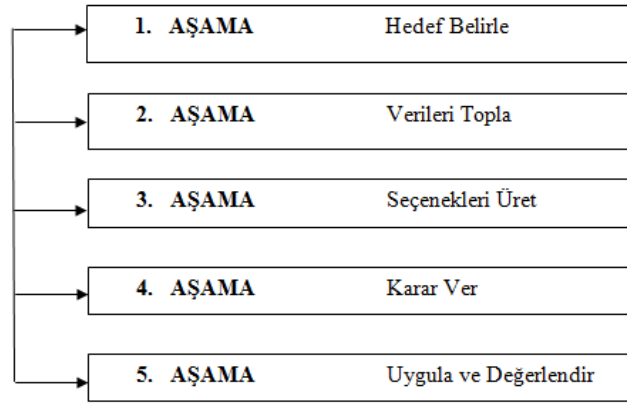 1. AŞAMA Hedef Belirle
2. AŞAMA Verileri Topla
3. AŞAMA Seçenekleri Üret
4. AŞAMA Karar Ver
5. AŞAMA Uygula ve Değerlendir